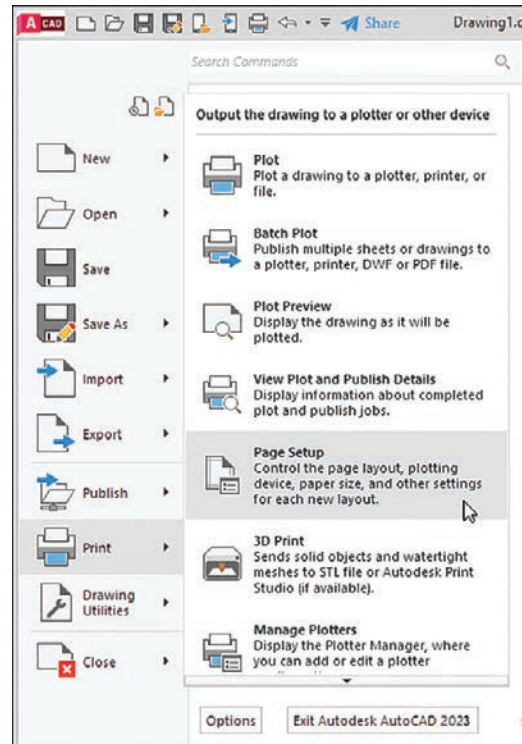 A CAD
Share
Drawing1.d
Search Commands
Output the drawing to a plotter or other device
New
Open
Save
Save As
Import
Export
Publish
Print
Drawing
Utilities
Close
Plot
Plot a drawing to a plotter, printer, or
file.
Batch Plot
Publish multiple sheets or drawings to
a plotter, printer, DWF or PDF file.
Plot Preview
Display the drawing as it will be
plotted.
View Plot and Publish Details
Display information about completed
plot and publish jobs.
Page Setup
Control the page layout, plotting
device, paper size, and other settings
for each new layout.
3D Print
Sends solid objects and watertight
meshes to STL file or Autodesk Print
Studio (if available).
Manage Plotters
Display the Plotter Manager, where
you can add or edit a plotter
Options
Exit Autodesk AutoCAD 2023